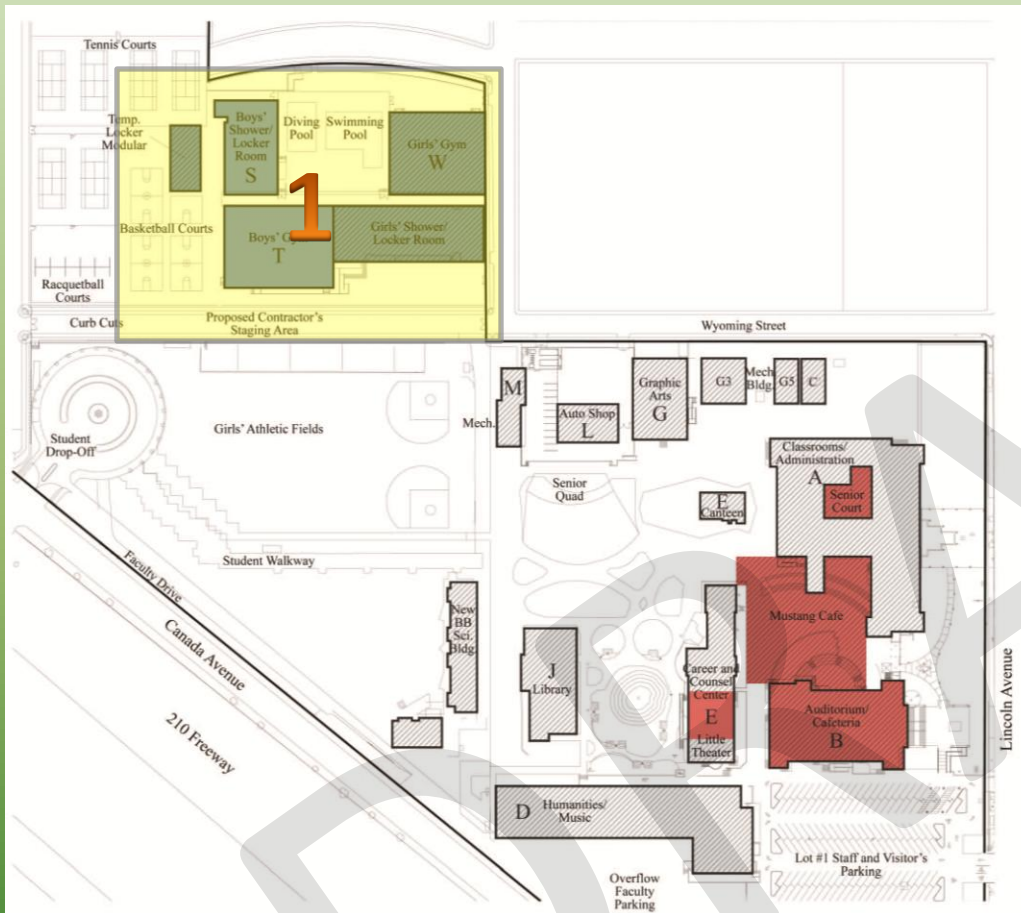 Tennis Courts
Temp.
Locker
Modular
Boys'
Shower/
Locker
Room
S
Diving
Pool
Swimming
Pool
Girls' Gym
W
1
Basketball Courts
Boys' Gy
T
Girls' Shower/
Locker Room
Racquetball
Courts
Curb Cuts
Proposed Contractor's
Staging Area
Wyoming Street
M
Mech.
Auto Shop
L
Graphic
Arts
G
G3
Mech
Bldg.
G5
C
Student
Drop-Off
Girls' Athletic Fields
Classrooms/
Administration
A
Senior
Court
Senior
Quad
E
Canteen
Student Walkway
Faculty Drive
Canada Avenue
210 Freeway
New
BB
Sci.
Bldg.
J
Library
Mustang Cafe
Career and
Counsel
Center
E
Little
Theater
Auditorium/
Cafeteria
B
Lincoln Avenue
D
Humanities/
Music
Lot #1 Staff and Visitor's
Parking
Overflow
Faculty
Parking
DRA